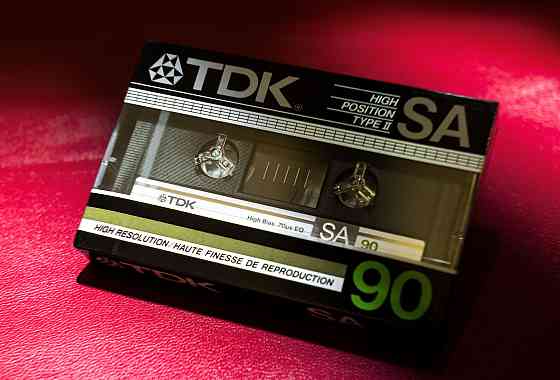 TDK®
HIGH
POSITION
TYPE II
SA
TDK
High Bias 70us EQ.
SA
90
HIGH RESOLUTION · HAUTE FINESSE DE REPRODUCTION
90
TDK
SA